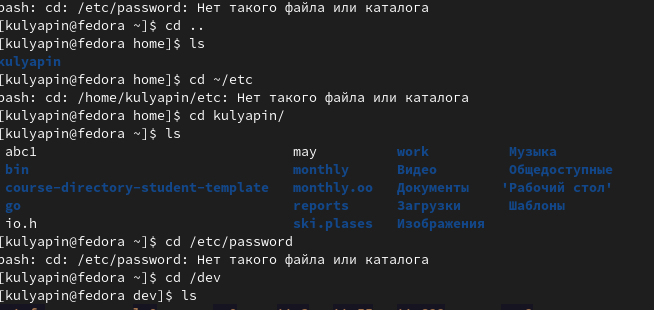 bash: cd: /etc/password: Нет такого файла или каталога
[kulyapin@fedora ~]$ cd ..
[kulyapin@fedora home]$ ls
kulyapin
[kulyapin@fedora home]$ cd ~/etc
bash: cd: /home/kulyapin/etc: Нет такого файла или каталога
[kulyapin@fedora home]$ cd kulyapin/
[kulyapin@fedora ~]$ ls
abc1 may work Музыка
bin monthly Видео Общедоступные
course-directory-student-template monthly.oo Документы 'Рабочий стол'
go reports Загрузки Шаблоны
io.h ski.plases Изображения
[kulyapin@fedora ~]$ cd /etc/password
bash: cd: /etc/password: Нет такого файла или каталога
[kulyapin@fedora ~]$ cd /dev
[kulyapin@fedora dev]$ ls